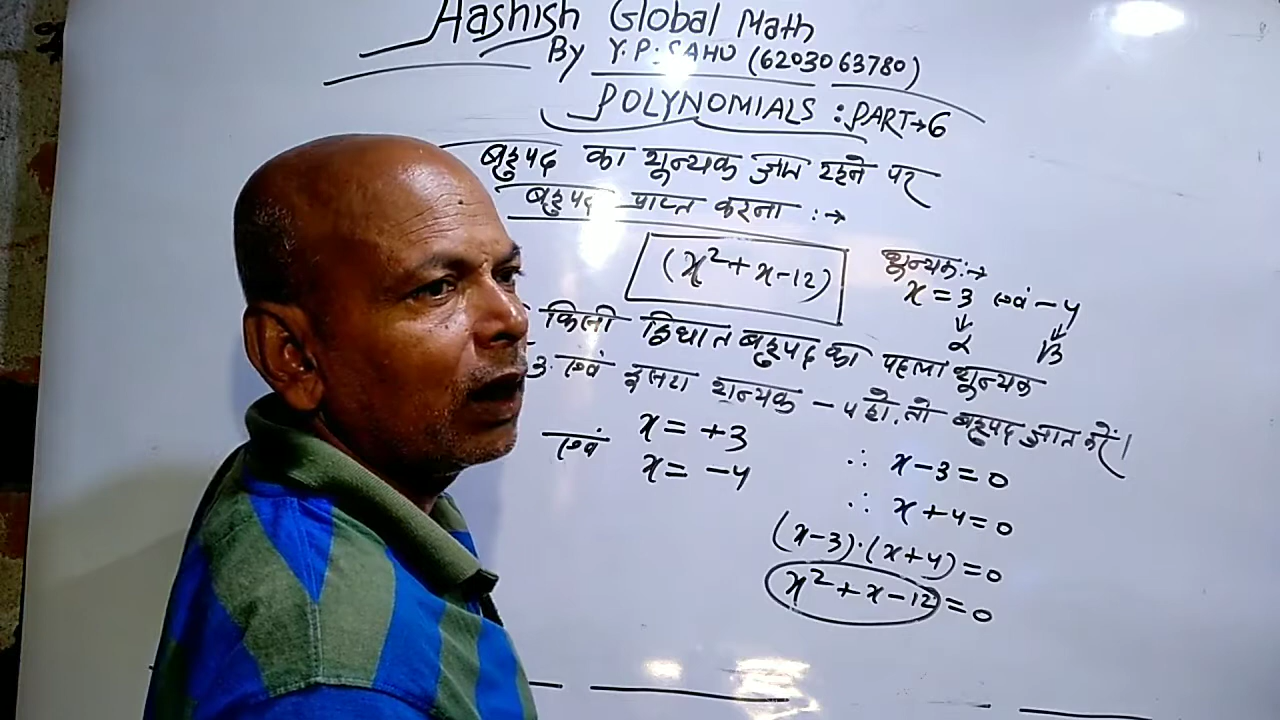 Aashish Global Math
By Y.P. SAHU (6203063780)
POLYNOMIALS : PART→6
बहुपद का शून्यक ज्ञात रहने पर
बहुपद प्राप्त करना :→
(x²+x-12)
शून्यक:→
x = 3 एवं -4
α β
किसी द्विघात बहुपद का पहला शून्यक
3 एवं दूसरा शून्यक -4 हो, तो बहुपद ज्ञात करें।
x = +3 ∴ x-3=0
एवं x = -4 ∴ x+4=0
(x-3)·(x+4)=0
x²+x-12=0